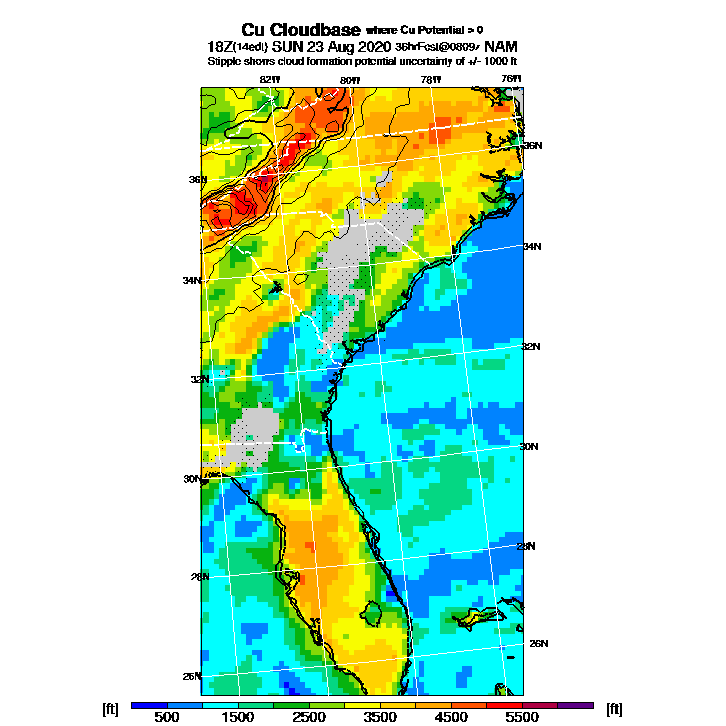 Cu Cloudbase where Cu Potential > 0
18Z(14edt) SUN 23 Aug 2020 36hrFcst@0809z NAM
Stipple shows cloud formation potential uncertainty of +/- 1000 ft
82W 80W 78W 76W
36N
36N
34N
34N
32N
32N
30N
30N
28N
28N
26N
26N
[ft] [ft]
500 1500 2500 3500 4500 5500